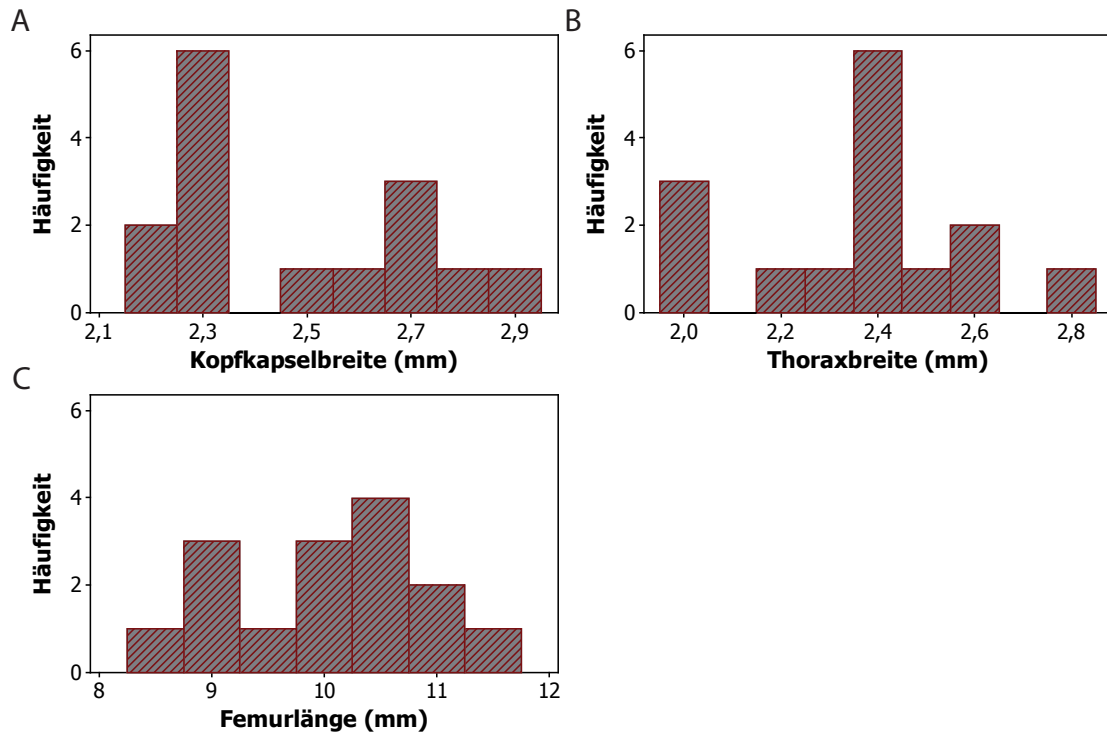 A
Häufigkeit
6
4
2
0
2,1 2,3 2,5 2,7 2,9
Kopfkapselbreite (mm)
B
Häufigkeit
6
4
2
0
2,0 2,2 2,4 2,6 2,8
Thoraxbreite (mm)
C
Häufigkeit
6
4
2
0
8 9 10 11 12
Femurlänge (mm)